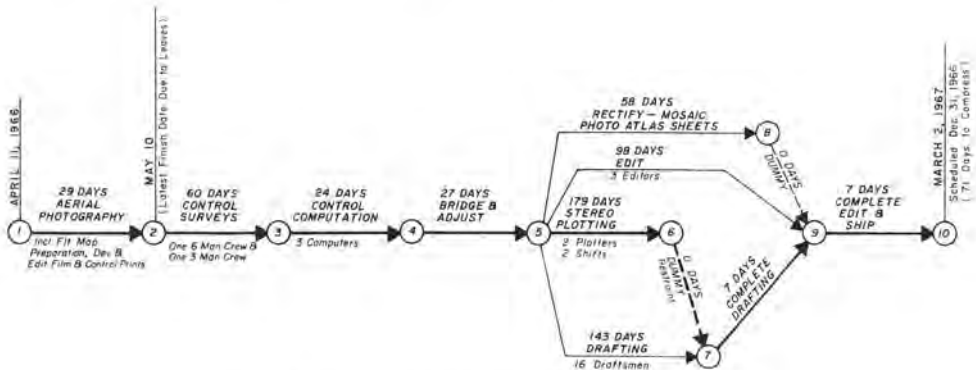 APRIL 11, 1966
1
29 DAYS
AERIAL
PHOTOGRAPHY
Incl. Flt Map
Preparation, Dev &
Edit Film & Control Prints
MAY 10
(Latest Finish Date Due to Leaves)
2
60 DAYS
CONTROL
SURVEYS
One 6 Man Crew &
One 3 Man Crew
3
24 DAYS
CONTROL
COMPUTATION
3 Computers
4
27 DAYS
BRIDGE &
ADJUST
5
58 DAYS
RECTIFY – MOSAIC
PHOTO ATLAS SHEETS
8
0 DAYS
DUMMY
98 DAYS
EDIT
3 Editors
179 DAYS
STEREO
PLOTTING
2 Plotters
2 Shifts
6
0 DAYS
DUMMY
Restraint
143 DAYS
DRAFTING
16 Draftsmen
7
7 DAYS
COMPLETE
DRAFTING
9
7 DAYS
COMPLETE
EDIT &
SHIP
10
MARCH 2, 1967
Scheduled Dec. 31, 1966
(71 Days to Compress)